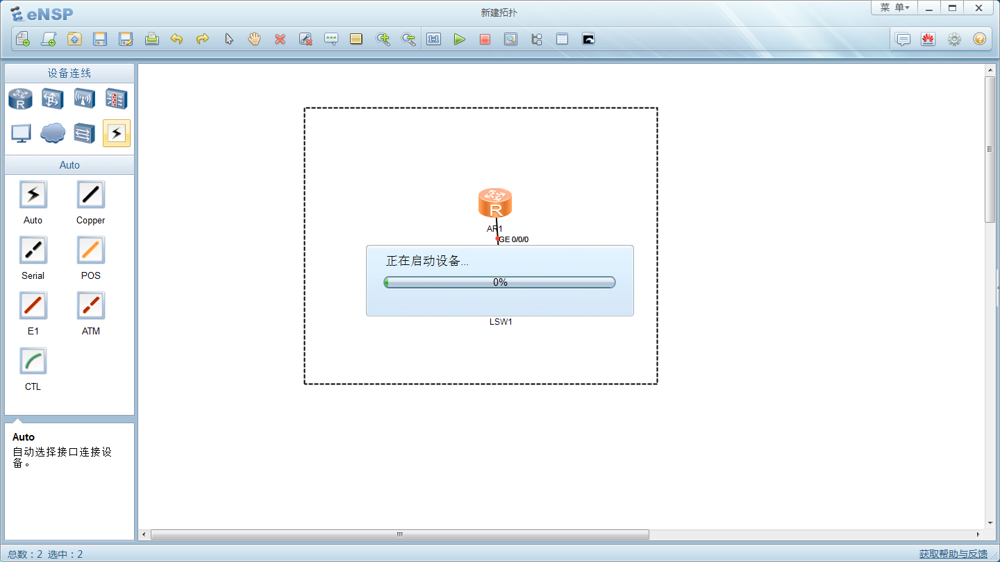 eNSP
新建拓扑
菜 单
1:1
设备连线
R
Auto
Auto
Copper
Serial
POS
E1
ATM
CTL
Auto
自动选择接口连接设
备。
R
AR1
GE 0/0/0
正在启动设备...
0%
LSW1
总数：2 选中：2
获取帮助与反馈